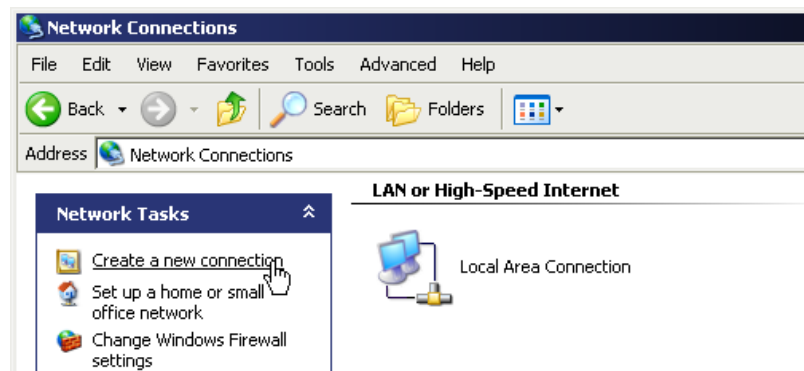 Network Connections
File Edit View Favorites Tools Advanced Help
Back Search Folders
Address Network Connections
Network Tasks
Create a new connection
Set up a home or small
office network
Change Windows Firewall
settings
LAN or High-Speed Internet
Local Area Connection